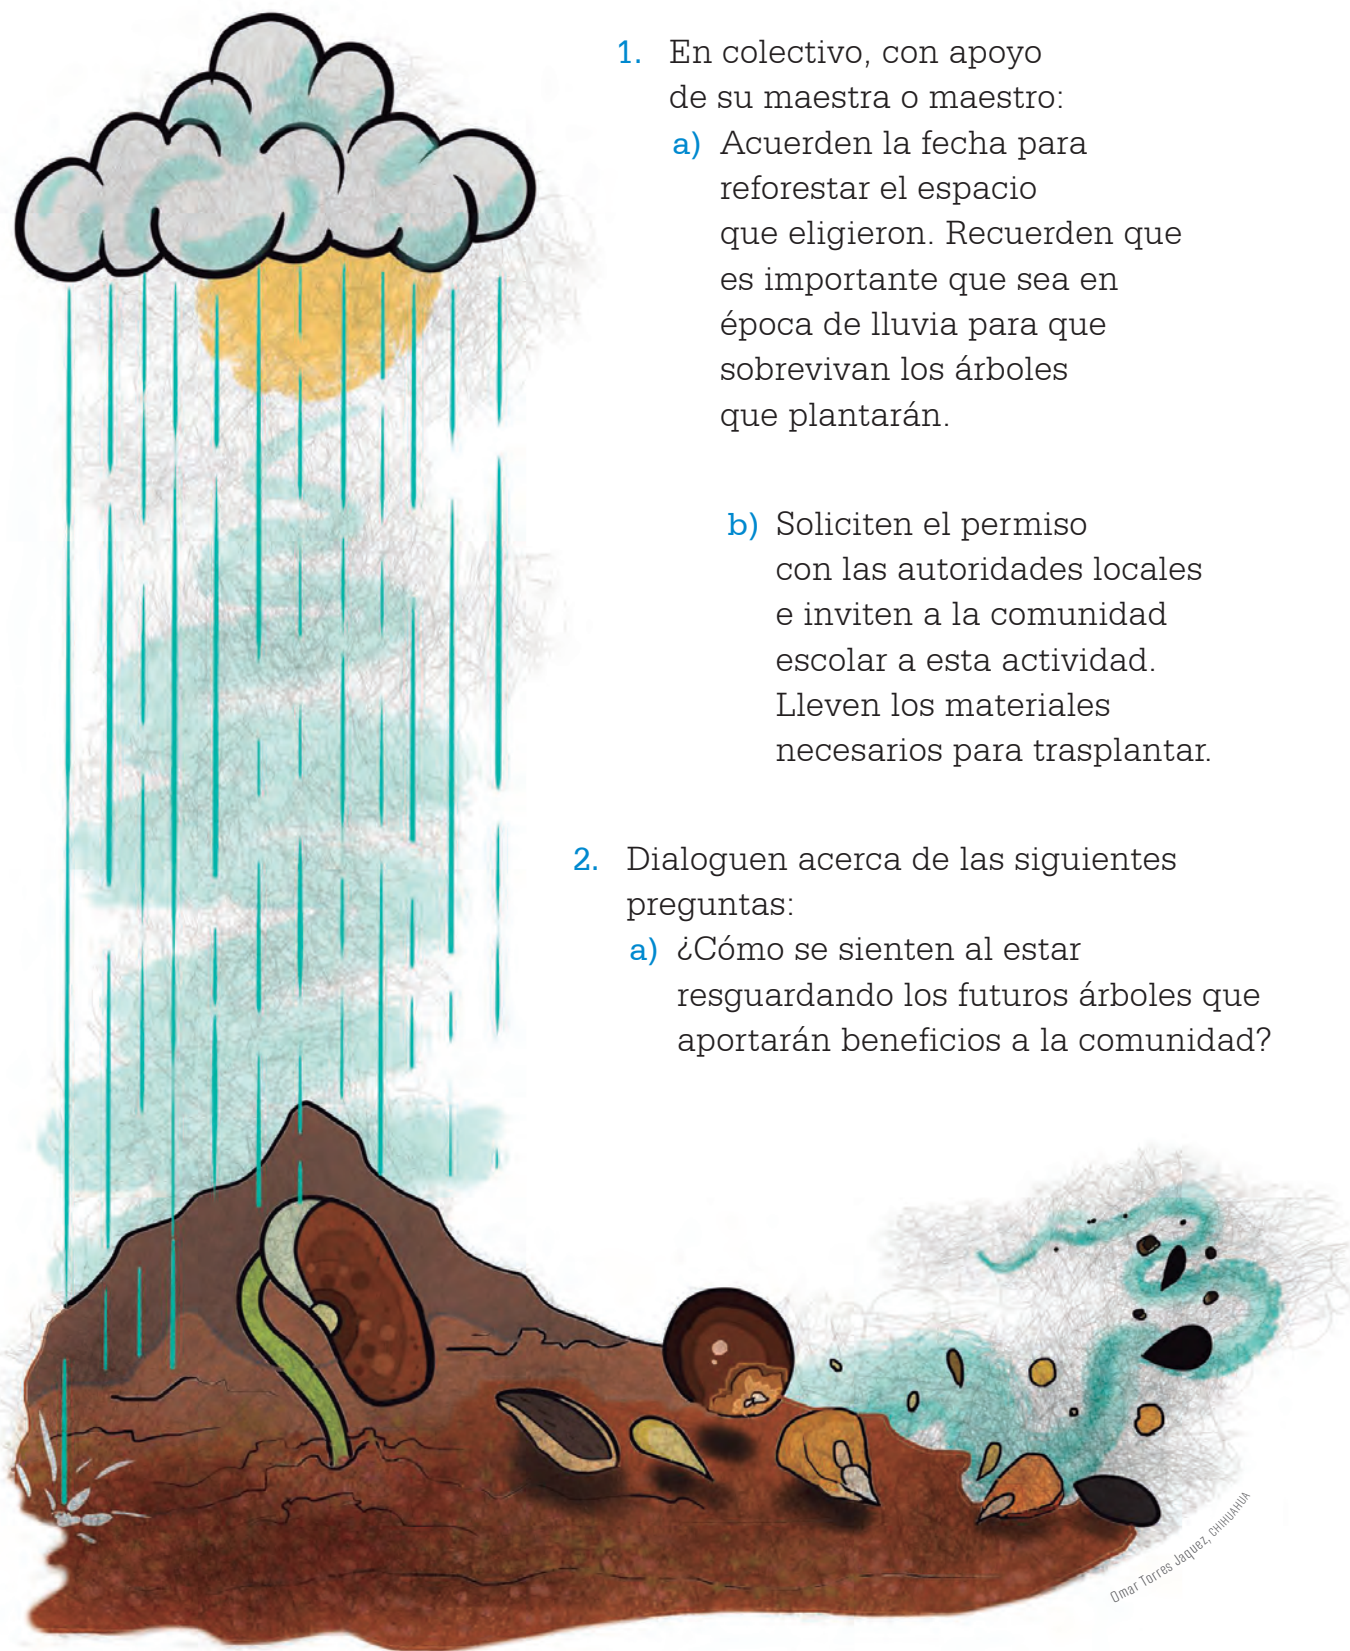 1. En colectivo, con apoyo
de su maestra o maestro:
a) Acuerden la fecha para
reforestar el espacio
que eligieron. Recuerden que
es importante que sea en
época de lluvia para que
sobrevivan los árboles
que plantarán.
b) Soliciten el permiso
con las autoridades locales
e inviten a la comunidad
escolar a esta actividad.
Lleven los materiales
necesarios para trasplantar.
2. Dialoguen acerca de las siguientes
preguntas:
a) ¿Cómo se sienten al estar
resguardando los futuros árboles que
aportarán beneficios a la comunidad?
Omar Torres Jaquez, CHIHUAHUA